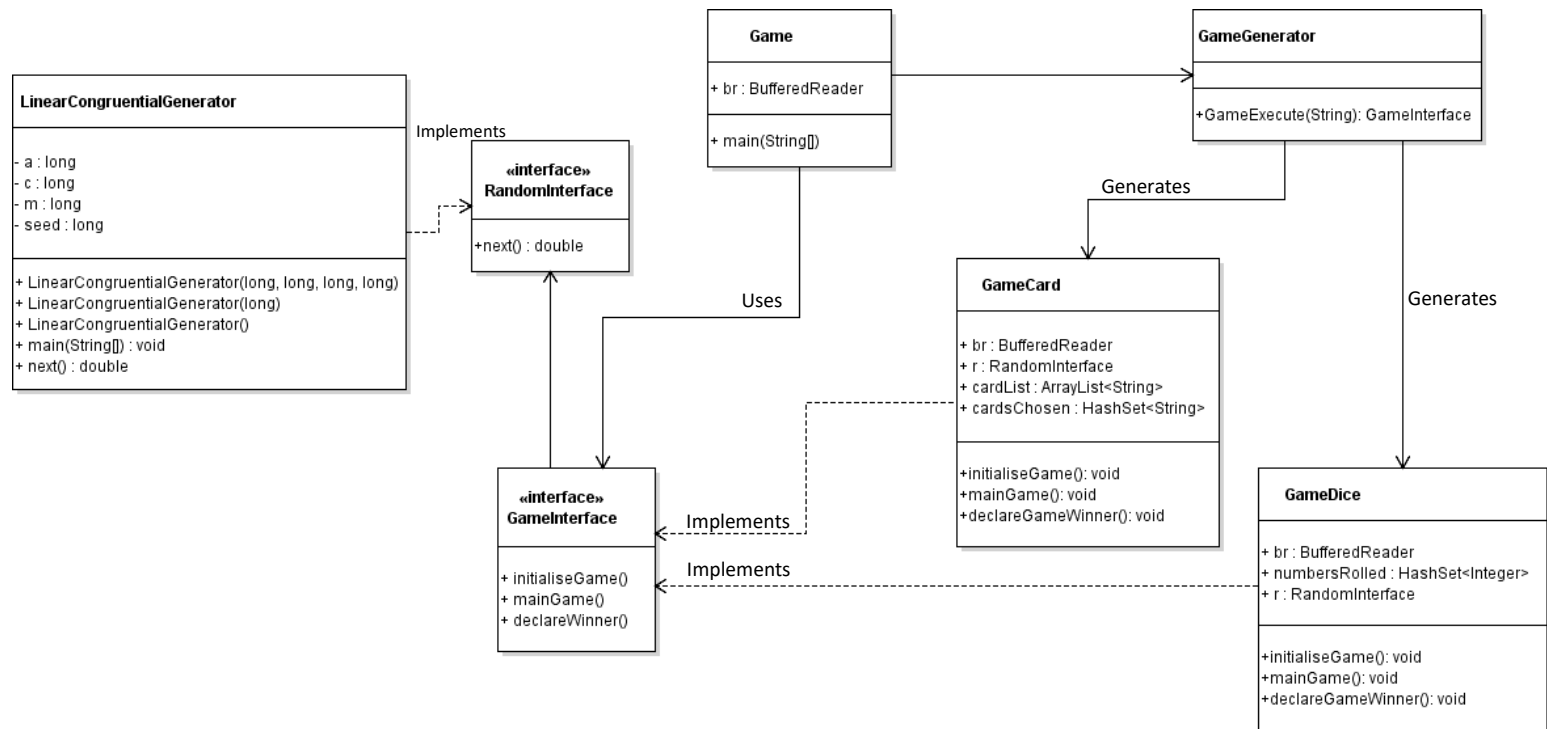 LinearCongruentialGenerator
- a : long
- c : long
- m : long
- seed : long
+ LinearCongruentialGenerator(long, long, long, long)
+ LinearCongruentialGenerator(long)
+ LinearCongruentialGenerator()
+ main(String[]) : void
+ next() : double
Implements
«interface»
RandomInterface
+next() : double
Game
+ br : BufferedReader
+ main(String[])
GameGenerator
+GameExecute(String): GameInterface
Uses
Generates
Generates
GameCard
+ br : BufferedReader
+ r : RandomInterface
+ cardList : ArrayList<String>
+ cardsChosen : HashSet<String>
+initialiseGame(): void
+mainGame(): void
+declareGameWinner(): void
«interface»
GameInterface
+ initialiseGame()
+ mainGame()
+ declareWinner()
Implements
Implements
GameDice
+ br : BufferedReader
+ numbersRolled : HashSet<Integer>
+ r : RandomInterface
+initialiseGame(): void
+mainGame(): void
+declareGameWinner(): void